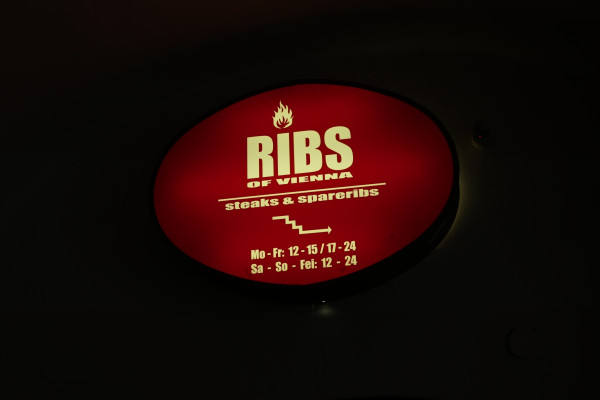 RIBS
OF VIENNA
steaks & spareribs
Mo - Fr: 12 - 15 / 17 - 24
Sa - So - Fei: 12 - 24